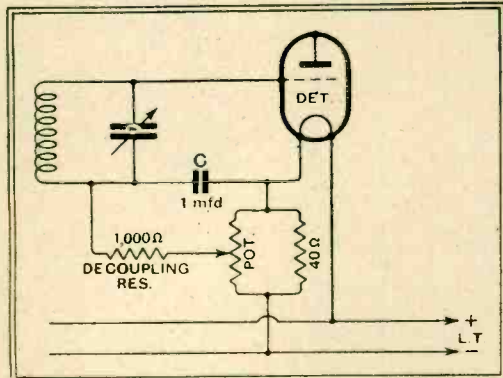 DET.
C
1 mfd
1,000Ω
DECOUPLING
RES.
POT
40Ω
+
L.T
−